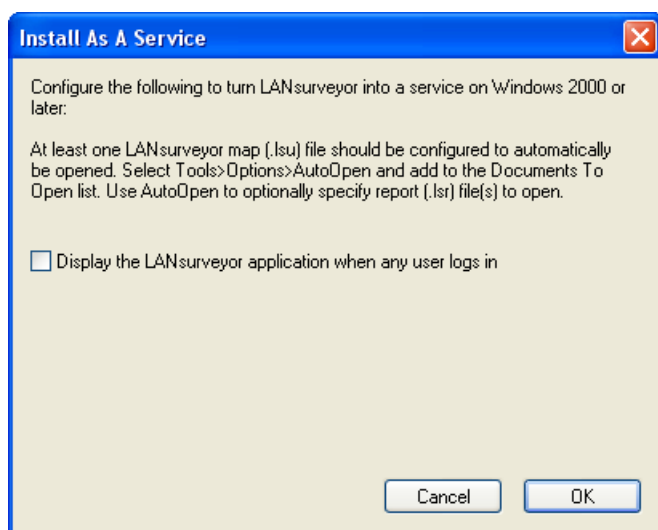 Install As A Service
Configure the following to turn LANsurveyor into a service on Windows 2000 or
later:
At least one LANsurveyor map (.lsu) file should be configured to automatically
be opened. Select Tools>Options>AutoOpen and add to the Documents To
Open list. Use AutoOpen to optionally specify report (.lsr) file(s) to open.
Display the LANsurveyor application when any user logs in
Cancel OK